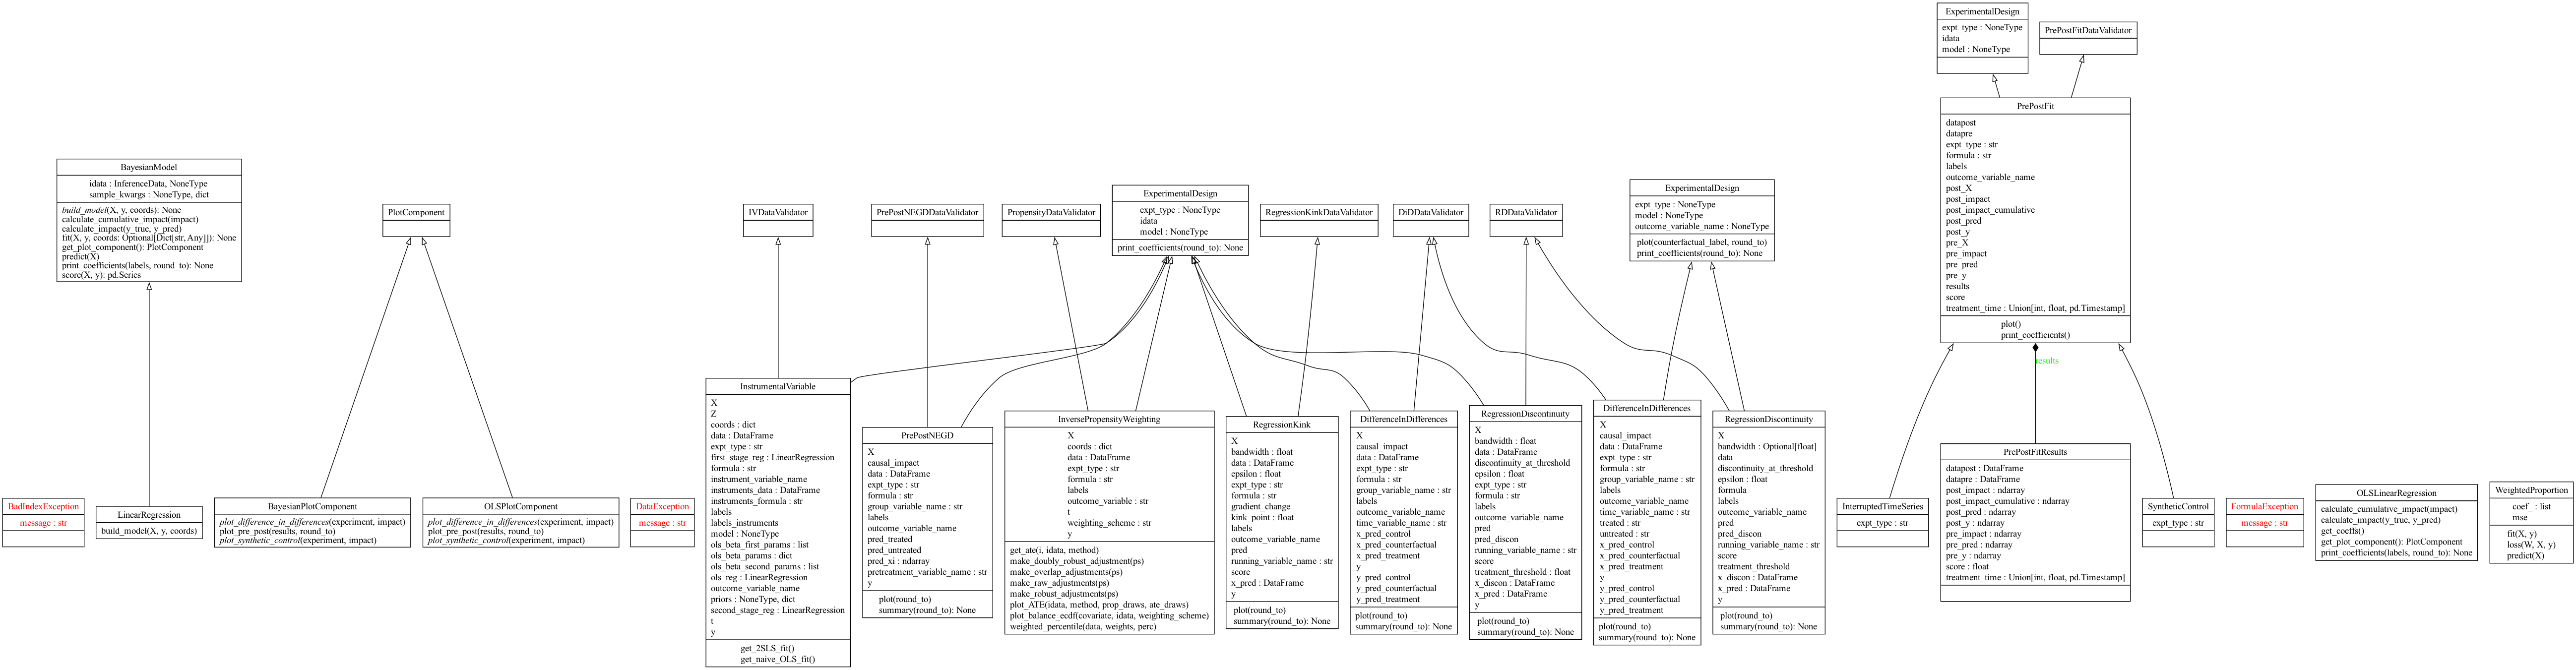 BadIndexException
message : str
BayesianModel
idata : InferenceData, NoneType
sample_kwargs : NoneType, dict
build_model(X, y, coords): None
calculate_cumulative_impact(impact)
calculate_impact(y_true, y_pred)
fit(X, y, coords: Optional[Dict[str, Any]]): None
get_plot_component(): PlotComponent
predict(X)
print_coefficients(labels, round_to): None
score(X, y): pd.Series
LinearRegression
build_model(X, y, coords)
PlotComponent
BayesianPlotComponent
plot_difference_in_differences(experiment, impact)
plot_pre_post(results, round_to)
plot_synthetic_control(experiment, impact)
OLSPlotComponent
plot_difference_in_differences(experiment, impact)
plot_pre_post(results, round_to)
plot_synthetic_control(experiment, impact)
DataException
message : str
IVDataValidator
InstrumentalVariable
X
Z
coords : dict
data : DataFrame
expt_type : str
first_stage_reg : LinearRegression
formula : str
instrument_variable_name
instruments_data : DataFrame
instruments_formula : str
labels
labels_instruments
model : NoneType
ols_beta_first_params : list
ols_beta_params : dict
ols_beta_second_params : list
ols_reg : LinearRegression
outcome_variable_name
priors : NoneType, dict
second_stage_reg : LinearRegression
t
y
get_2SLS_fit()
get_naive_OLS_fit()
PrePostNEGDDataValidator
PrePostNEGD
X
causal_impact
data : DataFrame
expt_type : str
formula : str
group_variable_name : str
labels
outcome_variable_name
pred_treated
pred_untreated
pred_xi : ndarray
pretreatment_variable_name : str
y
plot(round_to)
summary(round_to): None
PropensityDataValidator
InversePropensityWeighting
X
coords : dict
data : DataFrame
expt_type : str
formula : str
labels
outcome_variable : str
t
weighting_scheme : str
y
get_ate(i, idata, method)
make_doubly_robust_adjustment(ps)
make_overlap_adjustments(ps)
make_raw_adjustments(ps)
make_robust_adjustments(ps)
plot_ATE(idata, method, prop_draws, ate_draws)
plot_balance_ecdf(covariate, idata, weighting_scheme)
weighted_percentile(data, weights, perc)
ExperimentalDesign
expt_type : NoneType
idata
model : NoneType
print_coefficients(round_to): None
RegressionKinkDataValidator
RegressionKink
X
bandwidth : float
data : DataFrame
epsilon : float
expt_type : str
formula : str
gradient_change
kink_point : float
labels
outcome_variable_name
pred
running_variable_name : str
score
x_pred : DataFrame
y
plot(round_to)
summary(round_to): None
DiDDataValidator
DifferenceInDifferences
X
causal_impact
data : DataFrame
expt_type : str
formula : str
group_variable_name : str
labels
outcome_variable_name
time_variable_name : str
x_pred_control
x_pred_counterfactual
x_pred_treatment
y
y_pred_control
y_pred_counterfactual
y_pred_treatment
plot(round_to)
summary(round_to): None
RDDataValidator
RegressionDiscontinuity
X
bandwidth : float
data : DataFrame
discontinuity_at_threshold
epsilon : float
expt_type : str
formula : str
labels
outcome_variable_name
pred
pred_discon
running_variable_name : str
score
treatment_threshold : float
x_discon : DataFrame
x_pred : DataFrame
y
plot(round_to)
summary(round_to): None
ExperimentalDesign
expt_type : NoneType
model : NoneType
outcome_variable_name : NoneType
plot(counterfactual_label, round_to)
print_coefficients(round_to): None
DifferenceInDifferences
X
causal_impact
data : DataFrame
expt_type : str
formula : str
group_variable_name : str
labels
outcome_variable_name
time_variable_name : str
treated : str
untreated : str
x_pred_control
x_pred_counterfactual
x_pred_treatment
y
y_pred_control
y_pred_counterfactual
y_pred_treatment
plot(round_to)
summary(round_to): None
RegressionDiscontinuity
X
bandwidth : Optional[float]
data
discontinuity_at_threshold
epsilon : float
formula
labels
outcome_variable_name
pred
pred_discon
running_variable_name : str
score
treatment_threshold
x_discon : DataFrame
x_pred : DataFrame
y
plot(round_to)
summary(round_to): None
ExperimentalDesign
expt_type : NoneType
idata
model : NoneType
PrePostFitDataValidator
PrePostFit
datapost
datapre
expt_type : str
formula : str
labels
outcome_variable_name
post_X
post_impact
post_impact_cumulative
post_pred
post_y
pre_X
pre_impact
pre_pred
pre_y
results
score
treatment_time : Union[int, float, pd.Timestamp]
plot()
print_coefficients()
results
InterruptedTimeSeries
expt_type : str
PrePostFitResults
datapost : DataFrame
datapre : DataFrame
post_impact : ndarray
post_impact_cumulative : ndarray
post_pred : ndarray
post_y : ndarray
pre_impact : ndarray
pre_pred : ndarray
pre_y : ndarray
score : float
treatment_time : Union[int, float, pd.Timestamp]
SyntheticControl
expt_type : str
FormulaException
message : str
OLSLinearRegression
calculate_cumulative_impact(impact)
calculate_impact(y_true, y_pred)
get_coeffs()
get_plot_component(): PlotComponent
print_coefficients(labels, round_to): None
WeightedProportion
coef_ : list
mse
fit(X, y)
loss(W, X, y)
predict(X)